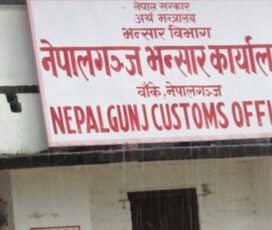 नेपाल सरकार
अर्थ मन्त्रालय
भन्सार विभाग
नेपालगञ्ज भन्सार कार्याल
बाँके, नेपालगञ्ज
NEPALGUNJ CUSTOMS OFFI